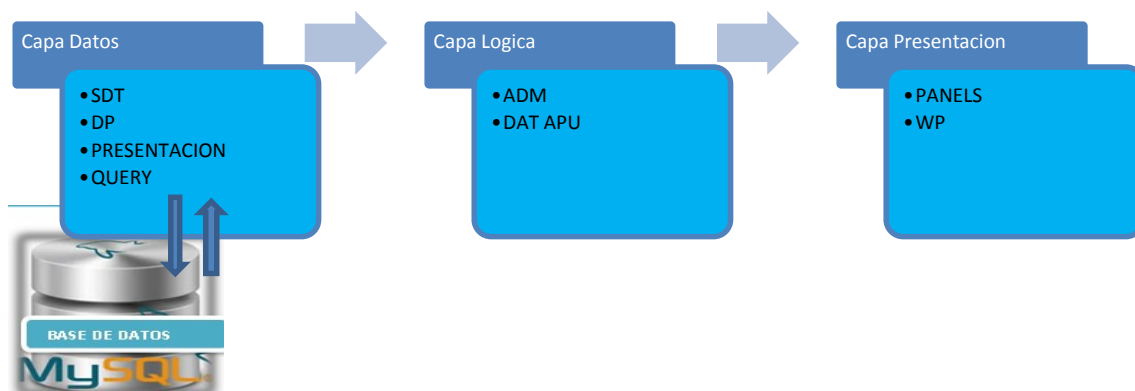 Capa Datos
• SDT
• DP
• PRESENTACION
• QUERY
BASE DE DATOS
MySQL
Capa Logica
• ADM
• DAT APU
Capa Presentacion
• PANELS
• WP